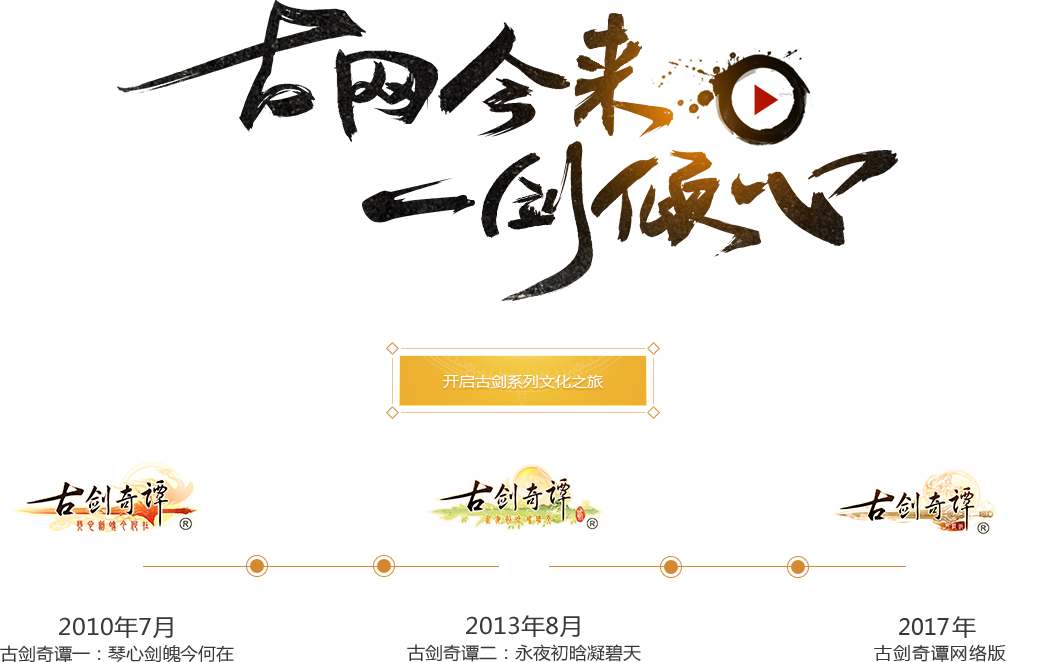 古网今来
一剑倾心
开启古剑系列文化之旅
古剑奇谭
琴心剑魄今何在
®
古剑奇谭
永夜初晗凝碧天
®
古剑奇谭
®
2010年7月
古剑奇谭一：琴心剑魄今何在
2013年8月
古剑奇谭二：永夜初晗凝碧天
2017年
古剑奇谭网络版